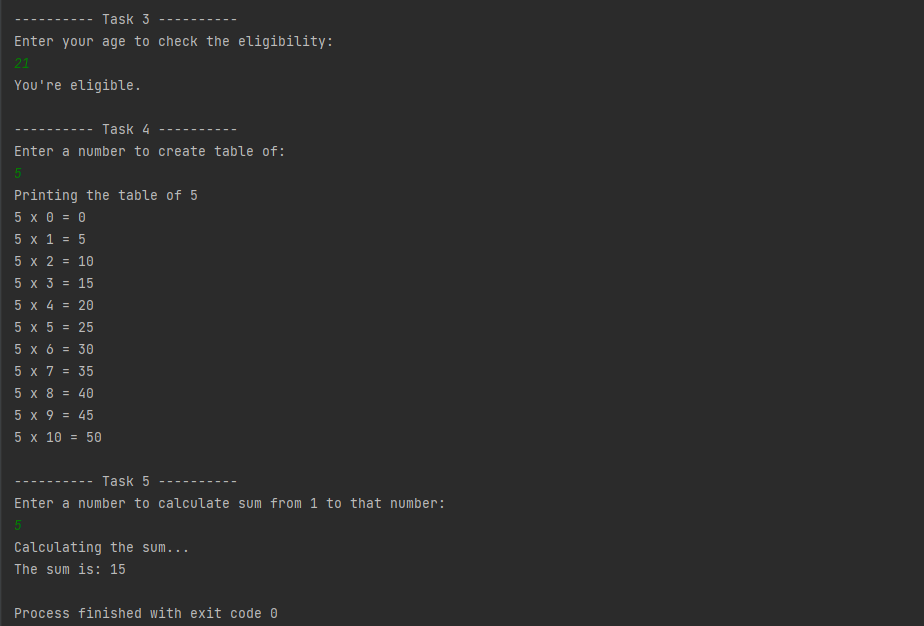 ---------- Task 3 ----------
Enter your age to check the eligibility:
21
You're eligible.
---------- Task 4 ----------
Enter a number to create table of:
5
Printing the table of 5
5 x 0 = 0
5 x 1 = 5
5 x 2 = 10
5 x 3 = 15
5 x 4 = 20
5 x 5 = 25
5 x 6 = 30
5 x 7 = 35
5 x 8 = 40
5 x 9 = 45
5 x 10 = 50
---------- Task 5 ----------
Enter a number to calculate sum from 1 to that number:
5
Calculating the sum...
The sum is: 15
Process finished with exit code 0